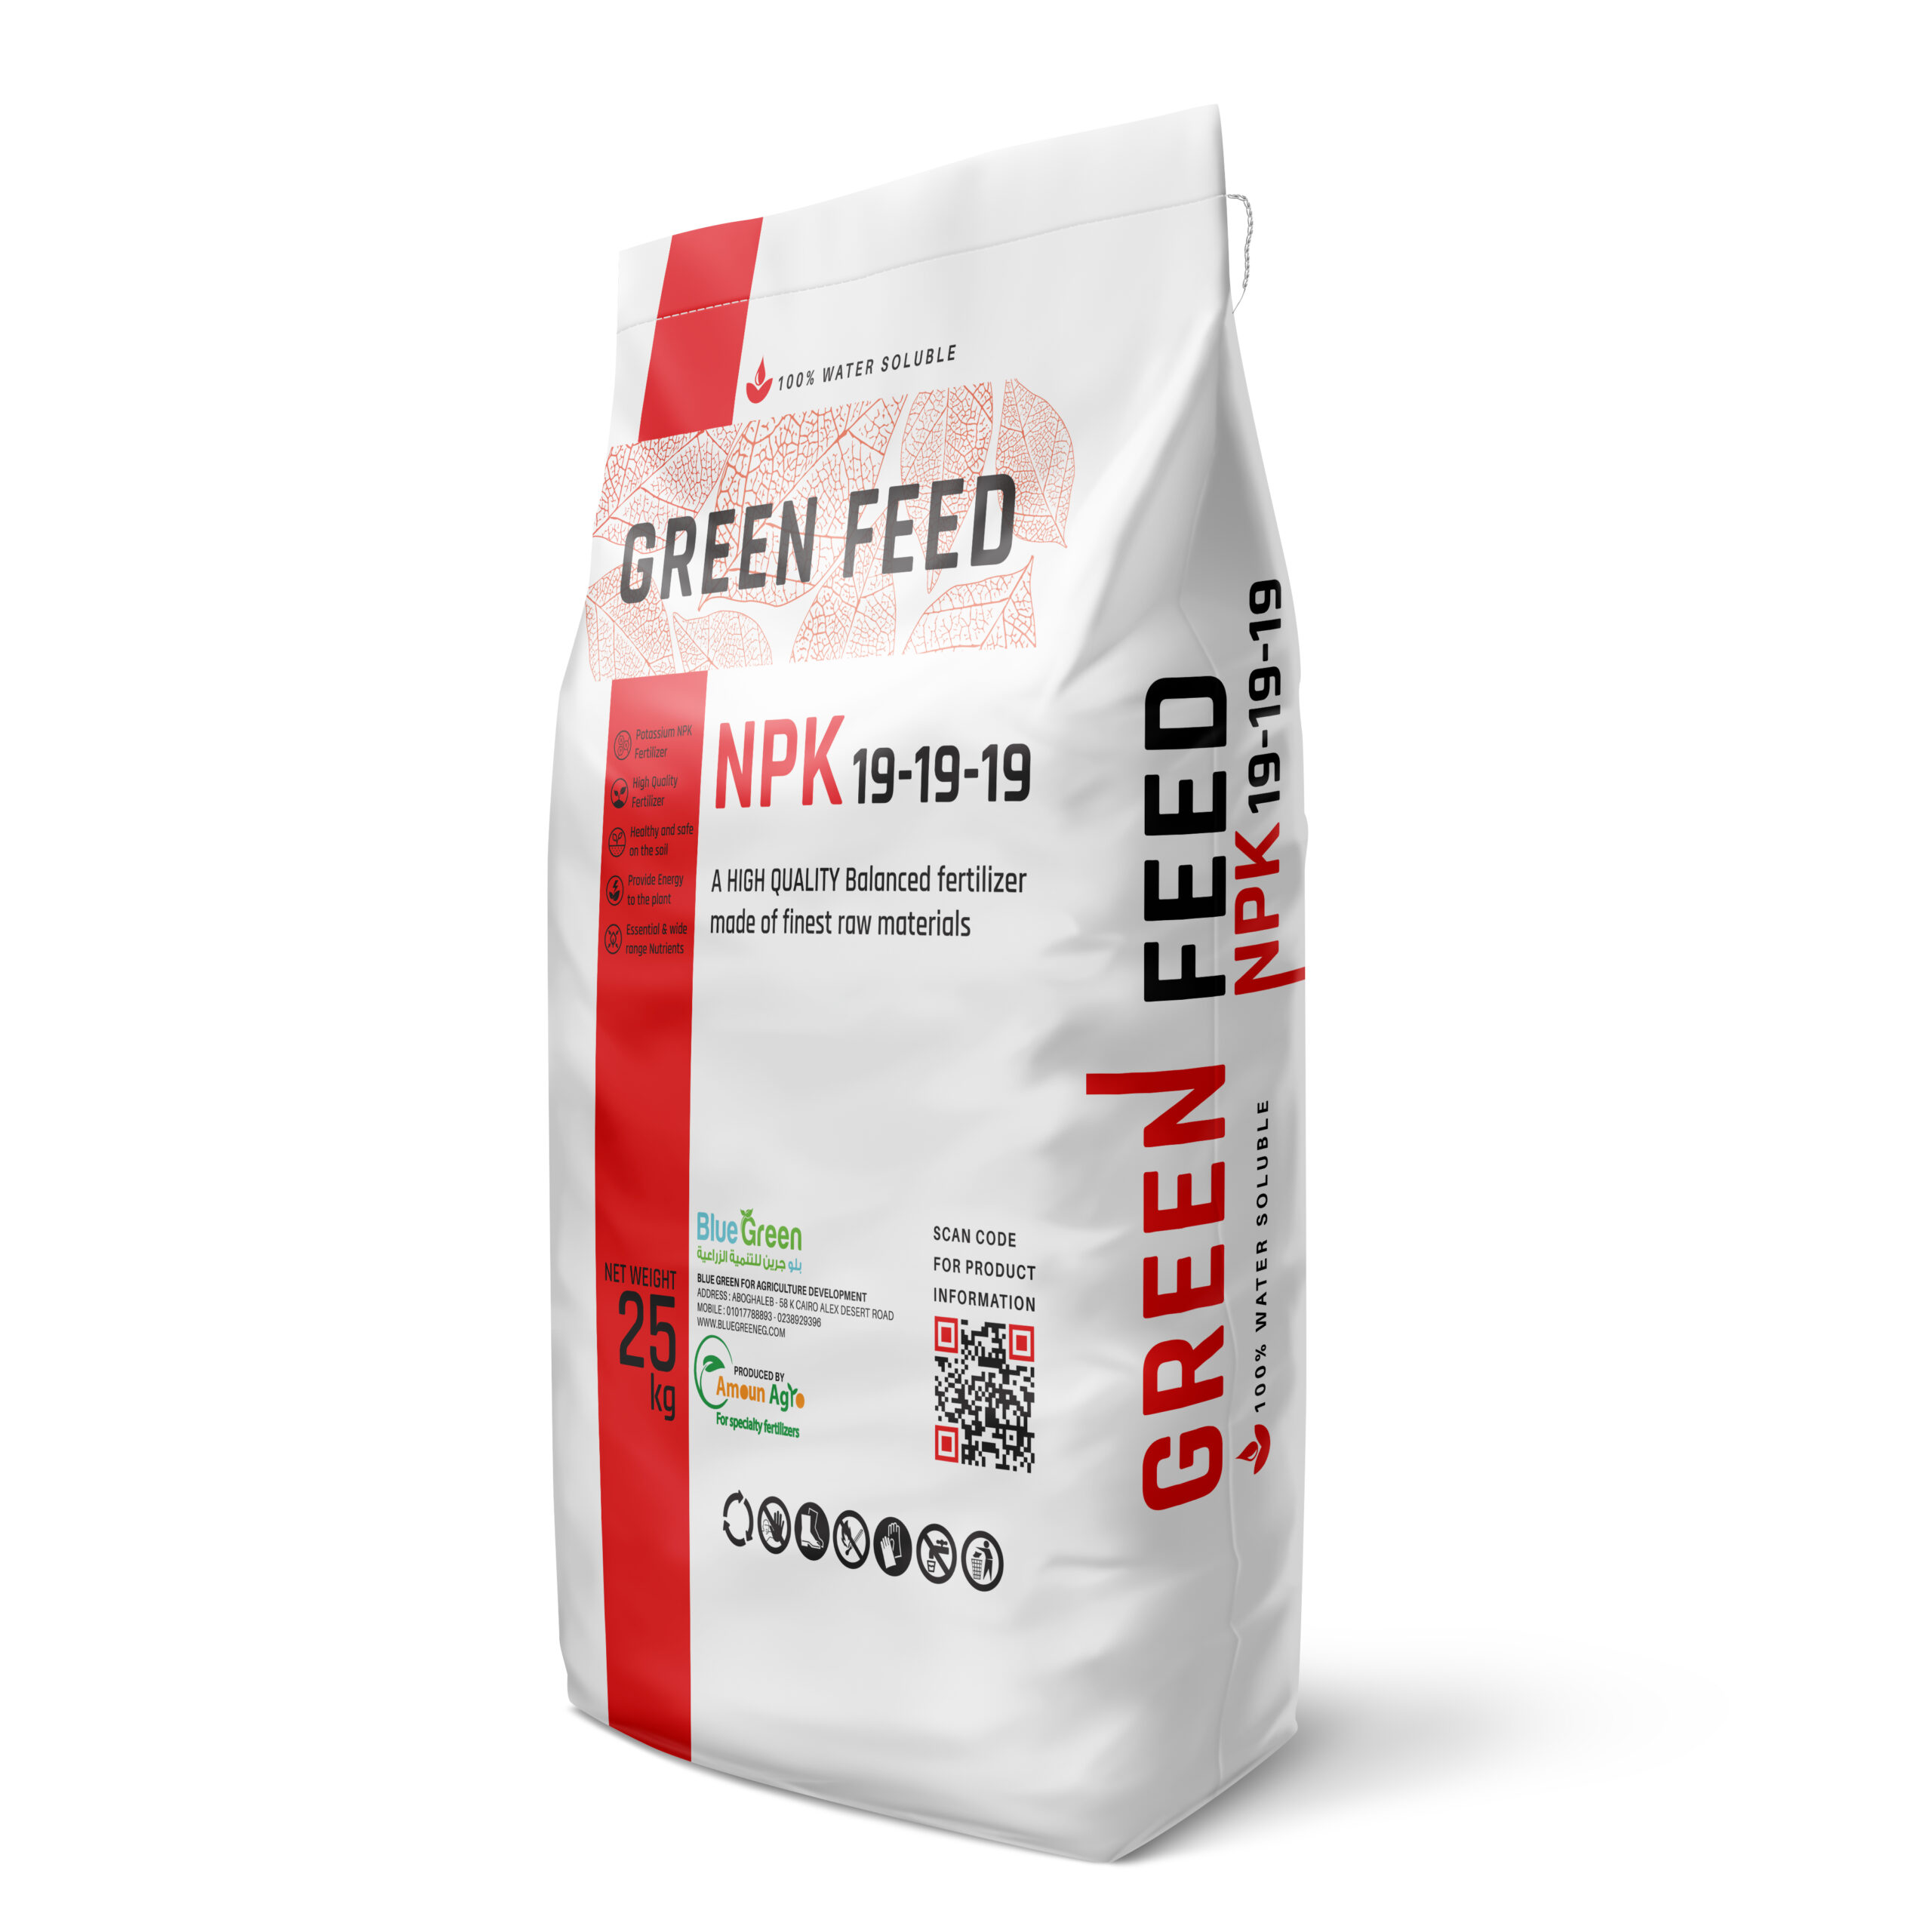 100% WATER SOLUBLE
GREEN FEED
Potassium NPK
Fertilizer
High Quality
Fertilizer
Healthy and safe
on the soil
Provide Energy
to the plant
Essential & wide
range Nutrients
NPK 19-19-19
A HIGH QUALITY Balanced fertilizer
made of finest raw materials
NET WEIGHT
25
kg
BlueGreen
بلو جرين للتنمية الزراعية
BLUE GREEN FOR AGRICULTURE DEVELOPMENT
ADDRESS : ABOGHALEB - 58 K CAIRO ALEX DESERT ROAD
MOBILE : 01017788893 - 0238929396
WWW.BLUEGREENEG.COM
PRODUCED BY
Amoun Agro
For specialty fertilizers
SCAN CODE
FOR PRODUCT
INFORMATION
GREEN FEED
NPK 19-19-19
100% WATER SOLUBLE